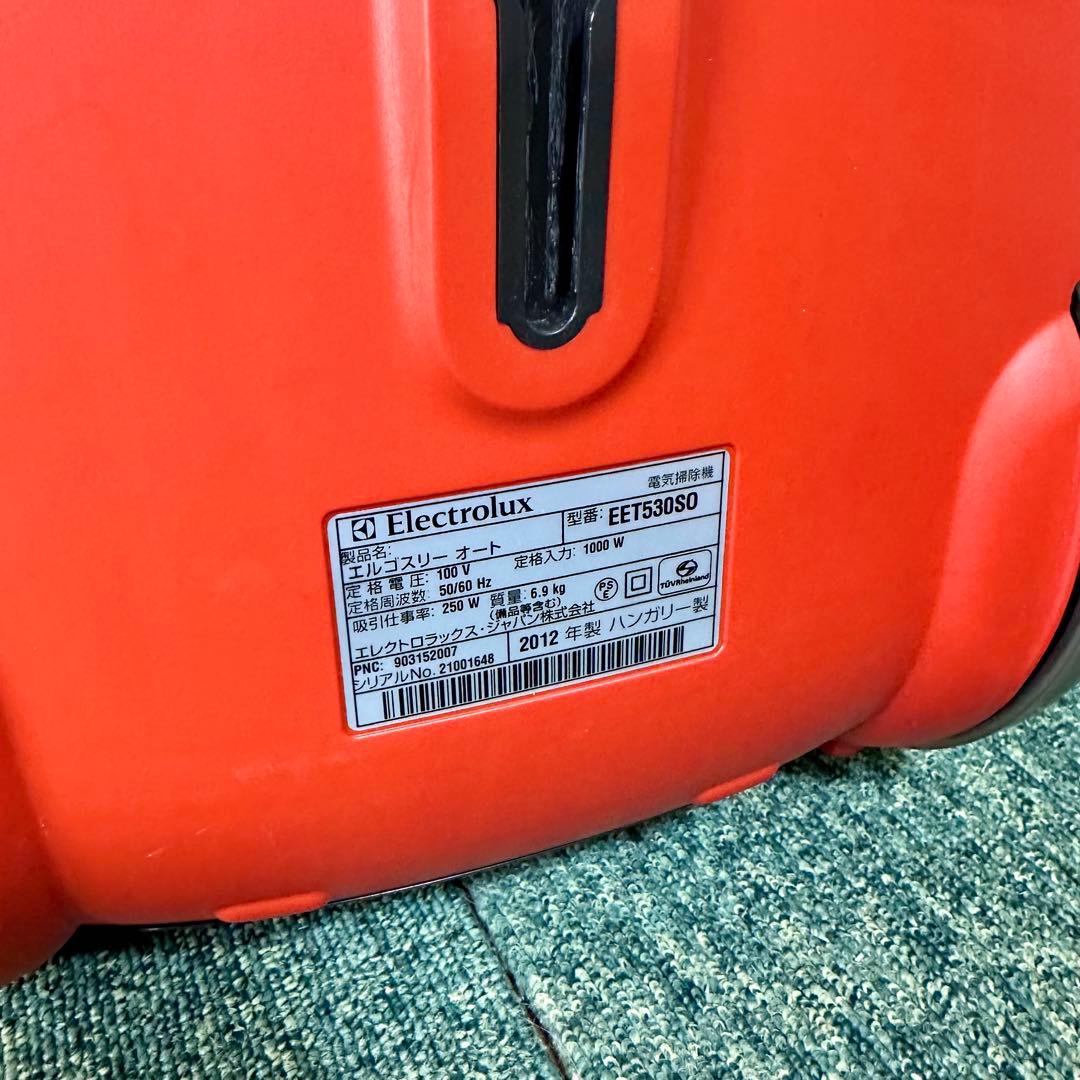 電気掃除機
Electrolux
型番: EET530SO
製品名:
エルゴスリー オート
定格電圧: 100 V
定格入力: 1000 W
定格周波数: 50/60 Hz
吸引仕事率: 250 W
質量: 6.9 kg
(備品等含む)
PSE
TÜVRheinland
エレクトロラックス・ジャパン株式会社
PNC: 903152007
シリアルNo. 21001648
2012 年製 ハンガリー製